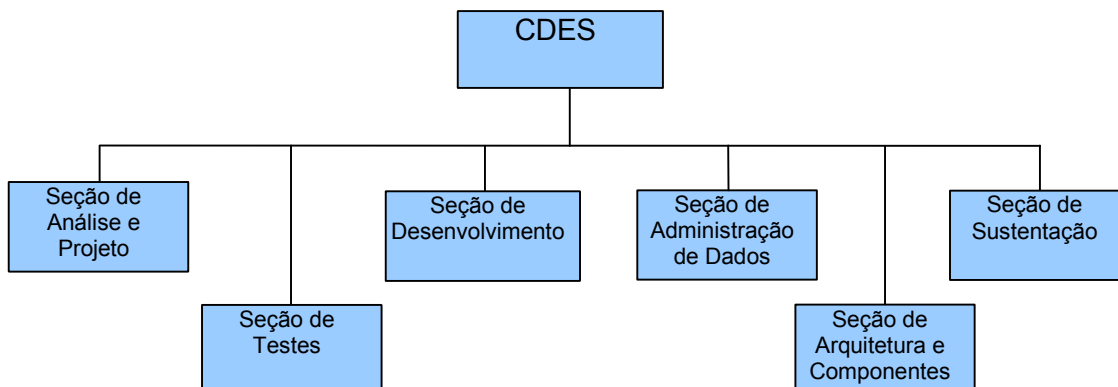 CDES
Seção de
Análise e
Projeto
Seção de
Testes
Seção de
Desenvolvimento
Seção de
Administração
de Dados
Seção de
Arquitetura e
Componentes
Seção de
Sustentação